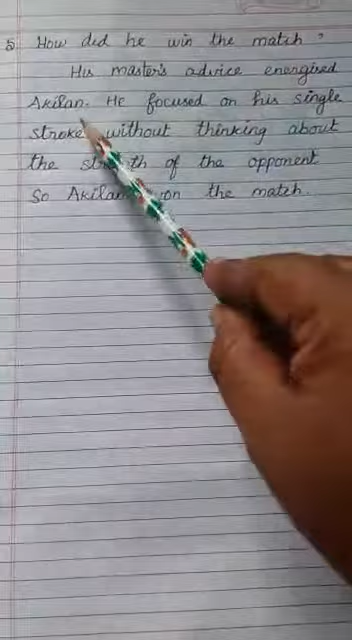 5. How did he win the match ?
His master's advice energised
Akilan. He focused on his single
stroke without thinking about
the of the opponent
So Akilan on the match.